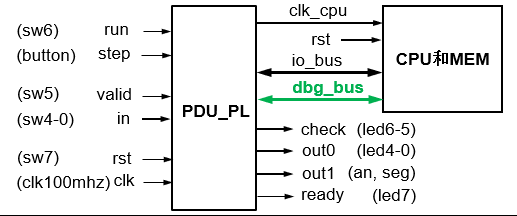 clk_cpu
(sw6) run
rst
(button) step
io_bus
CPU和MEM
dbg_bus
(sw5) valid
(sw4-0) in
PDU_PL
check (led6-5)
out0 (led4-0)
(sw7) rst
out1 (an, seg)
(clk100mhz) clk
ready (led7)